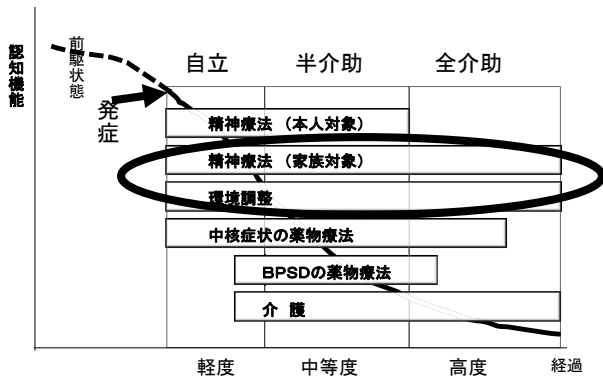 認知機能
前駆状態
発症
自立
半介助
全介助
精神療法 （本人対象）
精神療法 （家族対象）
環境調整
中核症状の薬物療法
BPSDの薬物療法
介 護
軽度
中等度
高度
経過